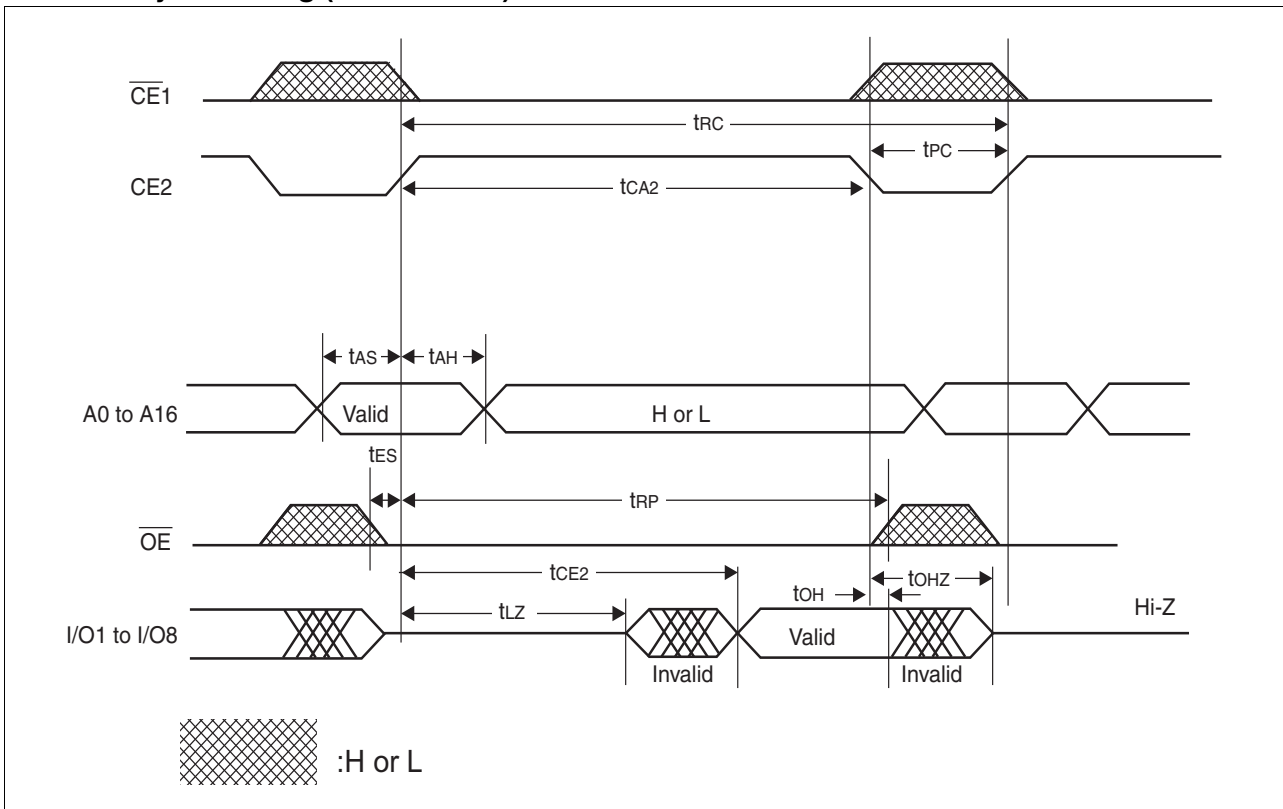 CE1
tRC
tPC
CE2
tCA2
tAS
tAH
A0 to A16
Valid
H or L
tES
tRP
OE
tCE2
tOH
tOHZ
tLZ
Hi-Z
I/O1 to I/O8
Valid
Invalid
Invalid
:H or L